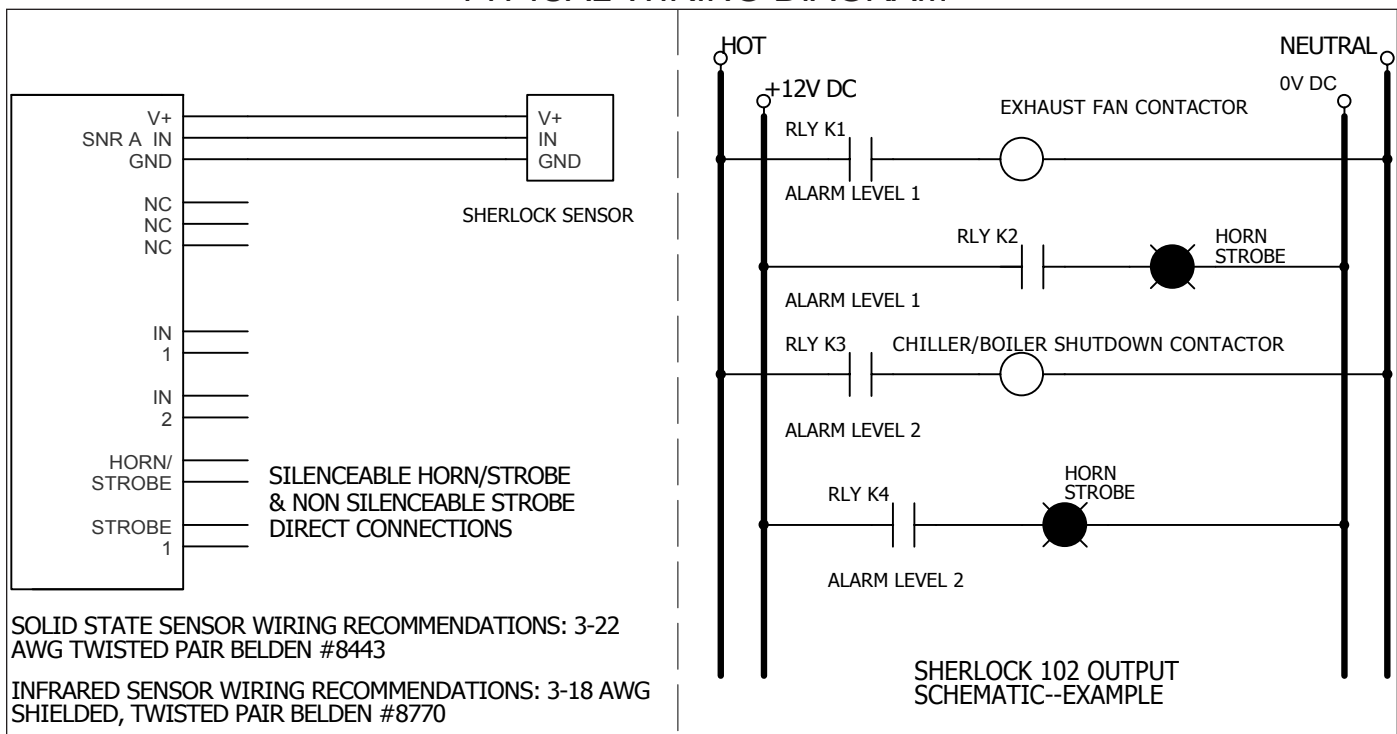 V+
SNR A IN
GND
NC
NC
NC
IN
1
IN
2
HORN/
STROBE
STROBE
1
V+
IN
GND
SHERLOCK SENSOR
SILENCEABLE HORN/STROBE
& NON SILENCEABLE STROBE
DIRECT CONNECTIONS
SOLID STATE SENSOR WIRING RECOMMENDATIONS: 3-22
AWG TWISTED PAIR BELDEN #8443
INFRARED SENSOR WIRING RECOMMENDATIONS: 3-18 AWG
SHIELDED, TWISTED PAIR BELDEN #8770
HOT
NEUTRAL
+12V DC
0V DC
EXHAUST FAN CONTACTOR
RLY K1
ALARM LEVEL 1
RLY K2
HORN
STROBE
ALARM LEVEL 1
RLY K3
CHILLER/BOILER SHUTDOWN CONTACTOR
ALARM LEVEL 2
HORN
STROBE
RLY K4
ALARM LEVEL 2
SHERLOCK 102 OUTPUT
SCHEMATIC--EXAMPLE